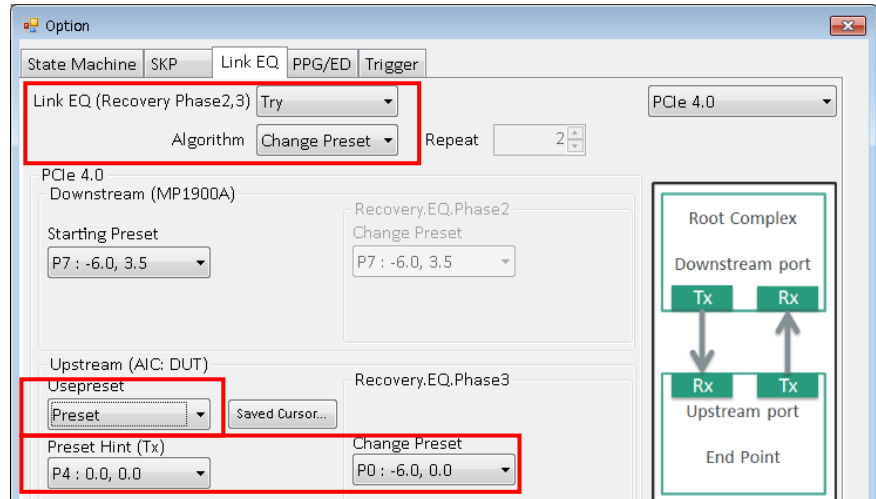 Option
State Machine SKP Link EQ PPG/ED Trigger
Link EQ (Recovery Phase2,3) Try PCIe 4.0
Algorithm Change Preset Repeat 2
PCIe 4.0
Downstream (MP1900A)
Recovery.EQ.Phase2
Starting Preset Change Preset
P7 : -6.0, 3.5 P7 : -6.0, 3.5
Root Complex
Downstream port
Tx Rx
Upstream (AIC: DUT)
Usepreset Recovery.EQ.Phase3
Preset Saved Cursor...
Preset Hint (Tx) Change Preset
P4 : 0.0, 0.0 P0 : -6.0, 0.0
Rx Tx
Upstream port
End Point